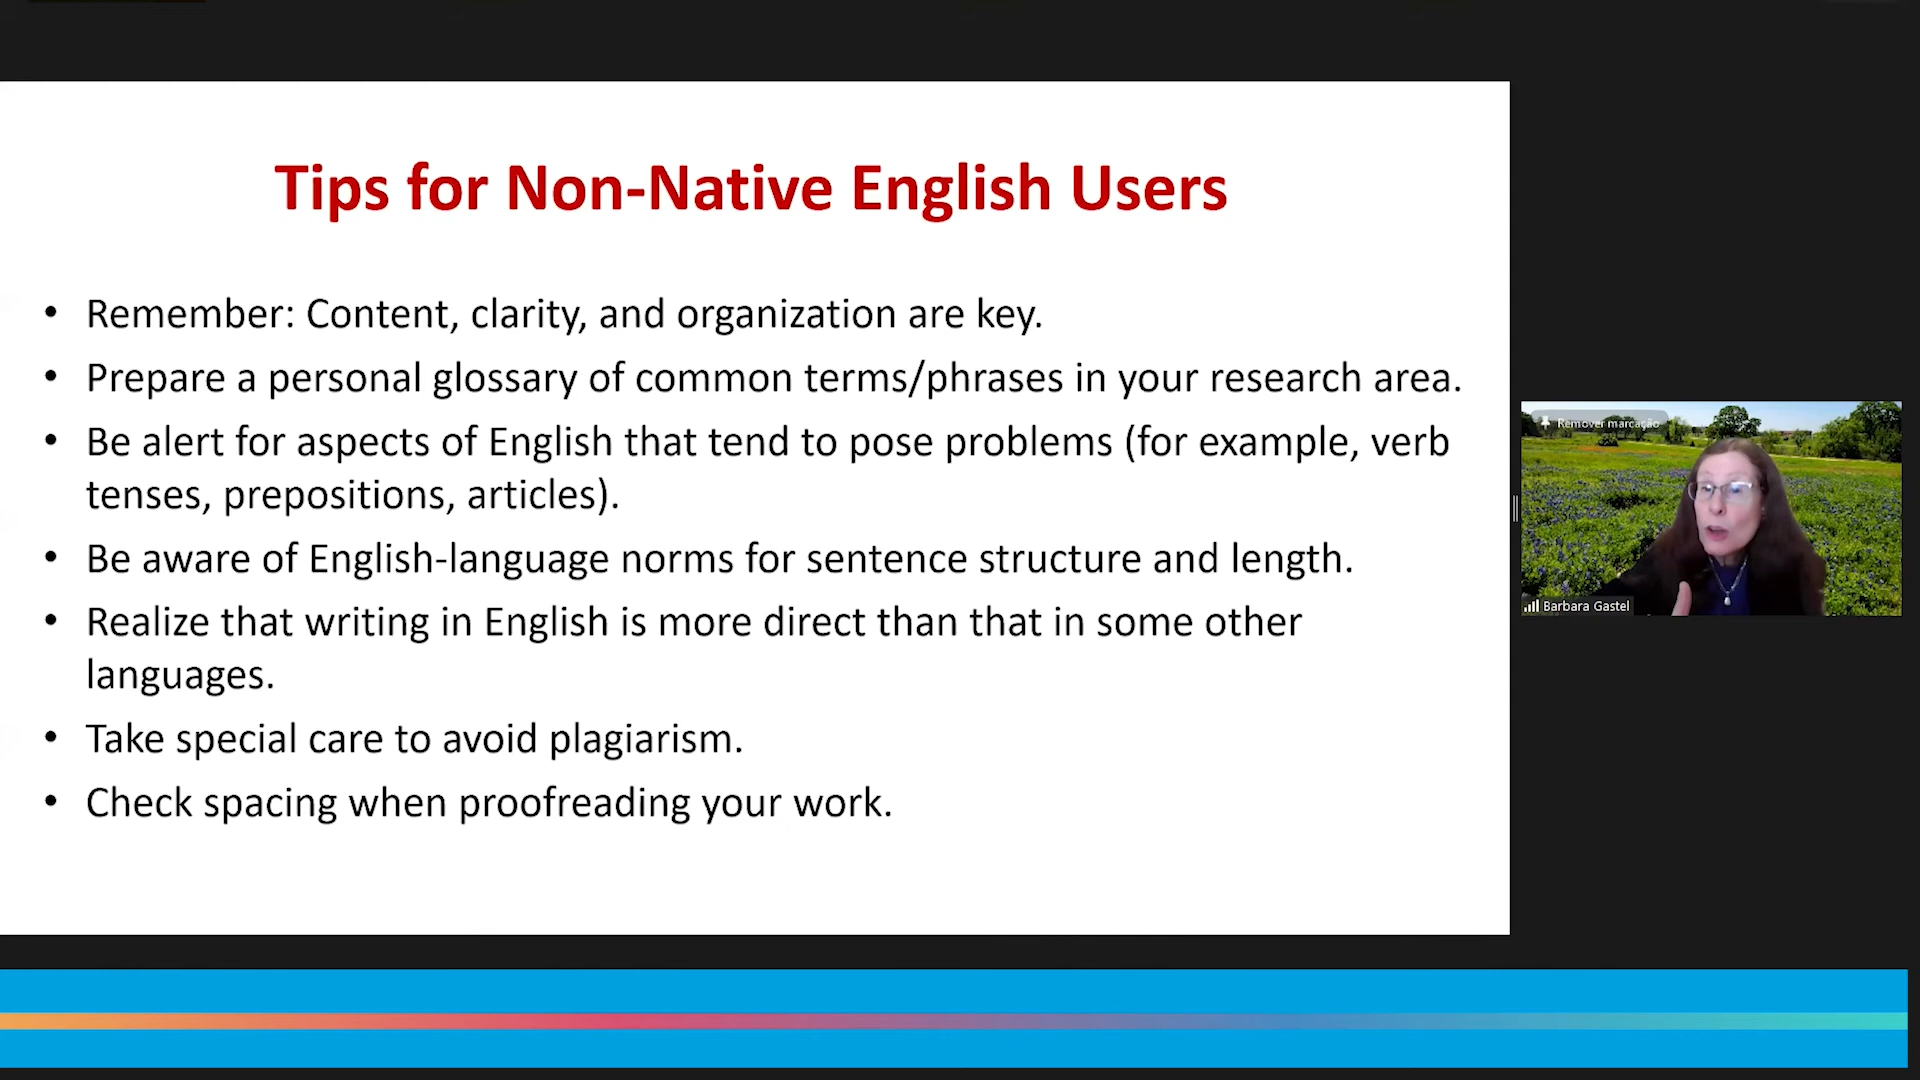 Tips for Non-Native English Users
• Remember: Content, clarity, and organization are key.
• Prepare a personal glossary of common terms/phrases in your research area.
• Be alert for aspects of English that tend to pose problems (for example, verb
tenses, prepositions, articles).
• Be aware of English-language norms for sentence structure and length.
• Realize that writing in English is more direct than that in some other
languages.
• Take special care to avoid plagiarism.
• Check spacing when proofreading your work.
Remover marcação
Barbara Gastel